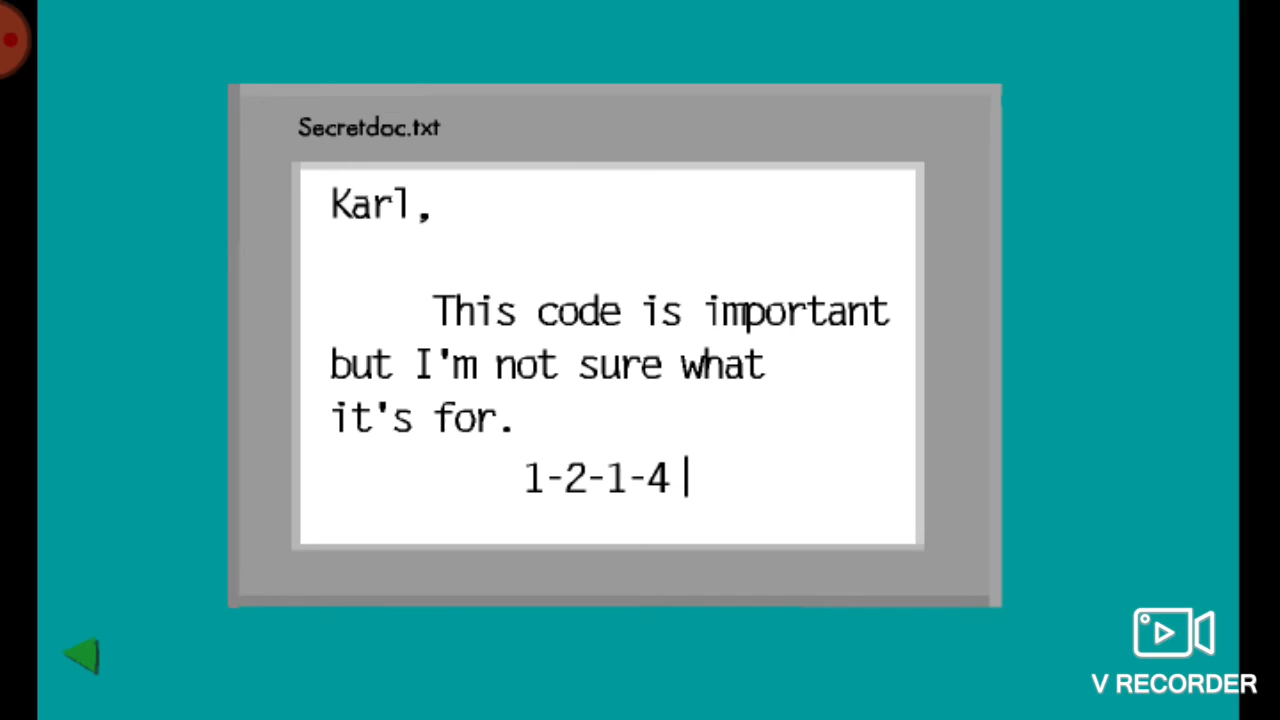 Secretdoc.txt
Karl,
This code is important
but I'm not sure what
it's for.
1-2-1-4
V RECORDER